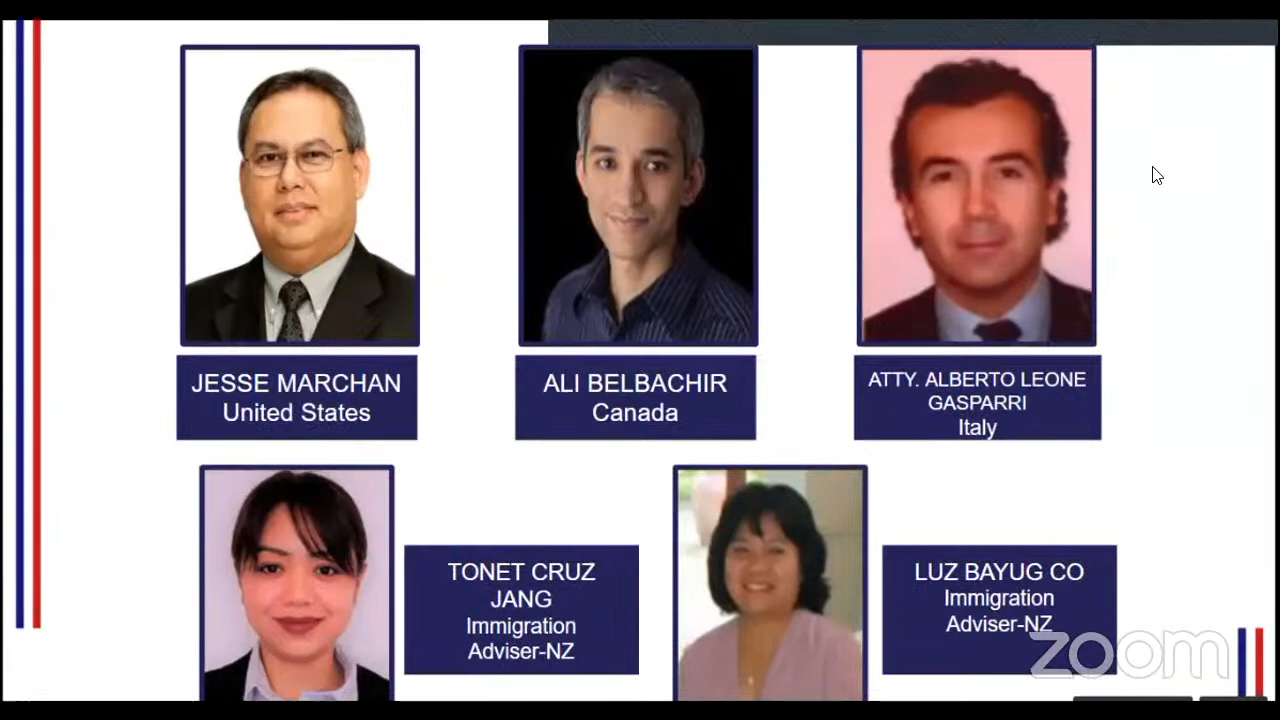 JESSE MARCHAN
United States
ALI BELBACHIR
Canada
ATTY. ALBERTO LEONE
GASPARRI
Italy
TONET CRUZ
JANG
Immigration
Adviser-NZ
LUZ BAYUG CO
Immigration
Adviser-NZ
zoom